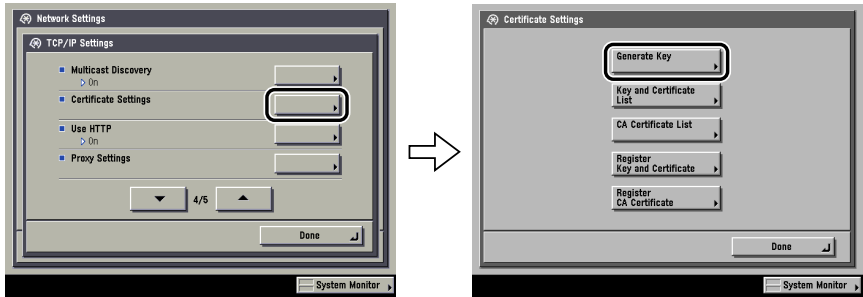 Network Settings
TCP/IP Settings
Multicast Discovery
On
Certificate Settings
Use HTTP
On
Proxy Settings
4/5
Done
System Monitor
Certificate Settings
Generate Key
Key and Certificate
List
CA Certificate List
Register
Key and Certificate
Register
CA Certificate
Done
System Monitor